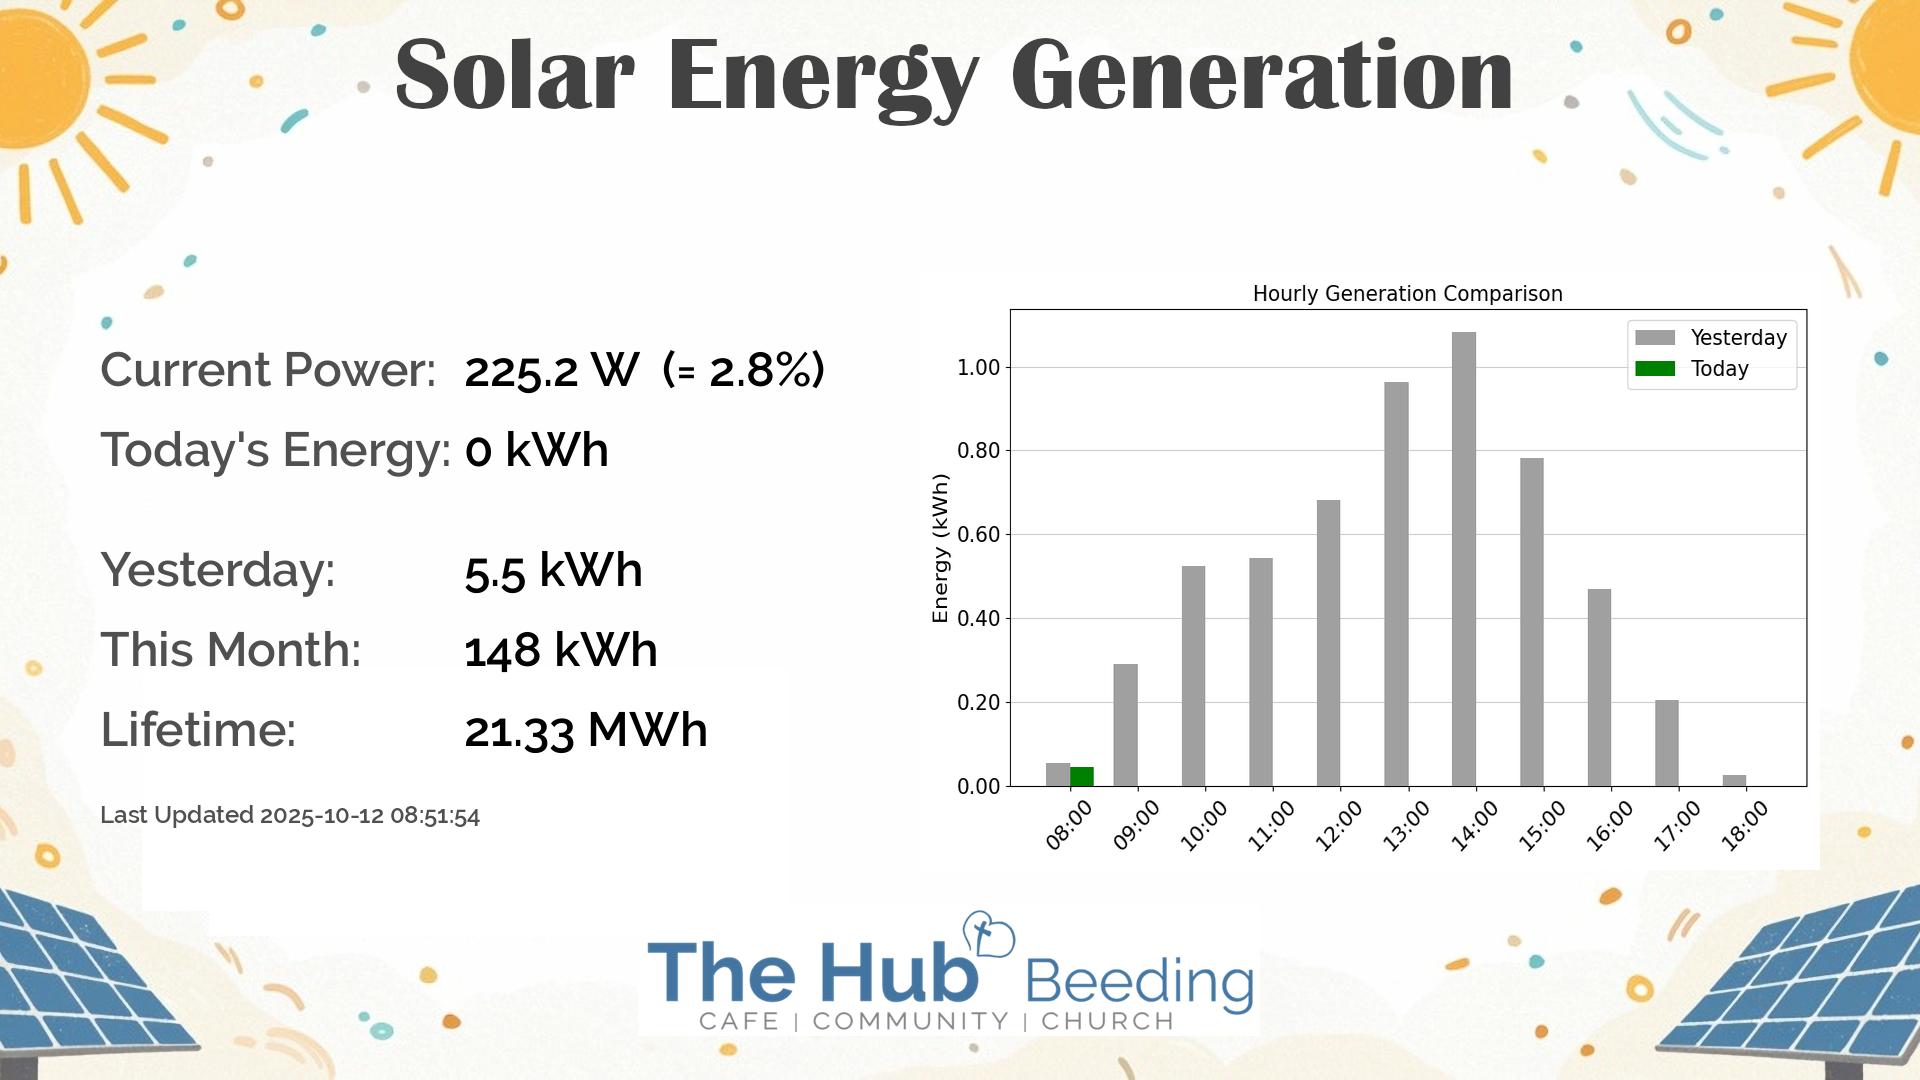 Solar Energy Generation
Current Power: 225.2 W (= 2.8%)
Today's Energy: 0 kWh
Yesterday: 5.5 kWh
This Month: 148 kWh
Lifetime: 21.33 MWh
Last Updated 2025-10-12 08:51:54
Hourly Generation Comparison
Yesterday
Today
Energy (kWh)
1.00
0.80
0.60
0.40
0.20
0.00
08:00 09:00 10:00 11:00 12:00 13:00 14:00 15:00 16:00 17:00 18:00
The Hub Beeding
CAFE | COMMUNITY | CHURCH